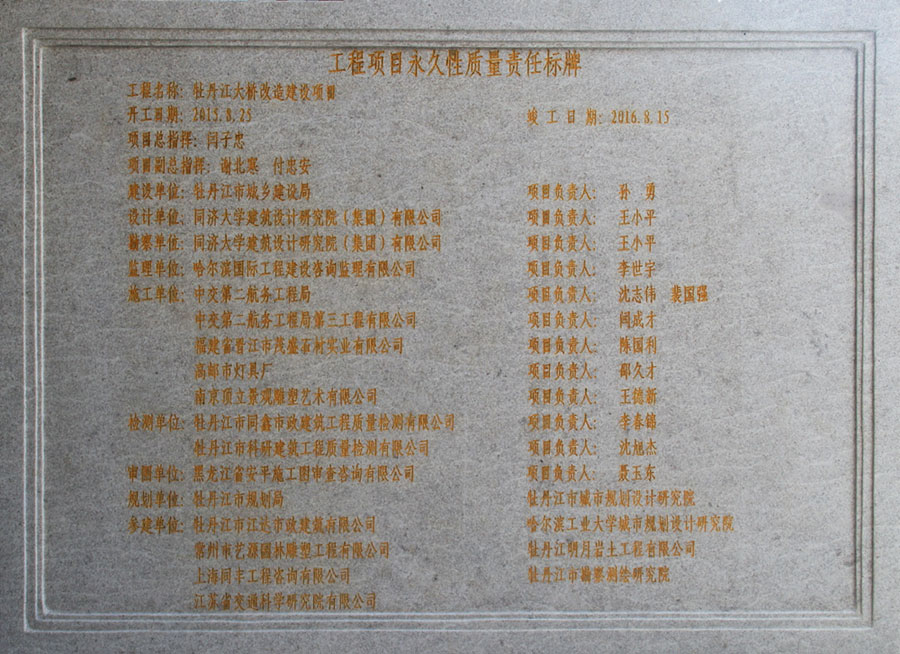 工程项目永久性质量责任标牌
工程名称：牡丹江大桥改造建设项目
开工日期：2015.8.25 竣工日期：2016.8.15
项目总指挥：闫子忠
项目副总指挥：谢北寒 付忠安
建设单位：牡丹江市城乡建设局 项目负责人：孙勇
设计单位：同济大学建筑设计研究院（集团）有限公司 项目负责人：王小平
勘察单位：同济大学建筑设计研究院（集团）有限公司 项目负责人：王小平
监理单位：哈尔滨国际工程建设咨询监理有限公司 项目负责人：李世宇
施工单位：中交第二航务工程局 项目负责人：沈志伟 裴国强
中交第二航务工程局第三工程有限公司 项目负责人：闾成才
福建省晋江市茂盛石材实业有限公司 项目负责人：陈国利
高邮市灯具厂 项目负责人：郗久才
南京顶立景观雕塑艺术有限公司 项目负责人：王德新
检测单位：牡丹江市同鑫市政建筑工程质量检测有限公司 项目负责人：李春锦
牡丹江市科研建筑工程质量检测有限公司 项目负责人：沈旭杰
审图单位：黑龙江省安平施工图审查咨询有限公司 项目负责人：聂玉东
规划单位：牡丹江市规划局 牡丹江市城市规划设计研究院
参建单位：牡丹江市江达市政建筑有限公司 哈尔滨工业大学城市规划设计研究院
常州市艺源园林雕塑工程有限公司 牡丹江明月岩土工程有限公司
上海同丰工程咨询有限公司 牡丹江市勘察测绘研究院
江苏省交通科学研究院有限公司